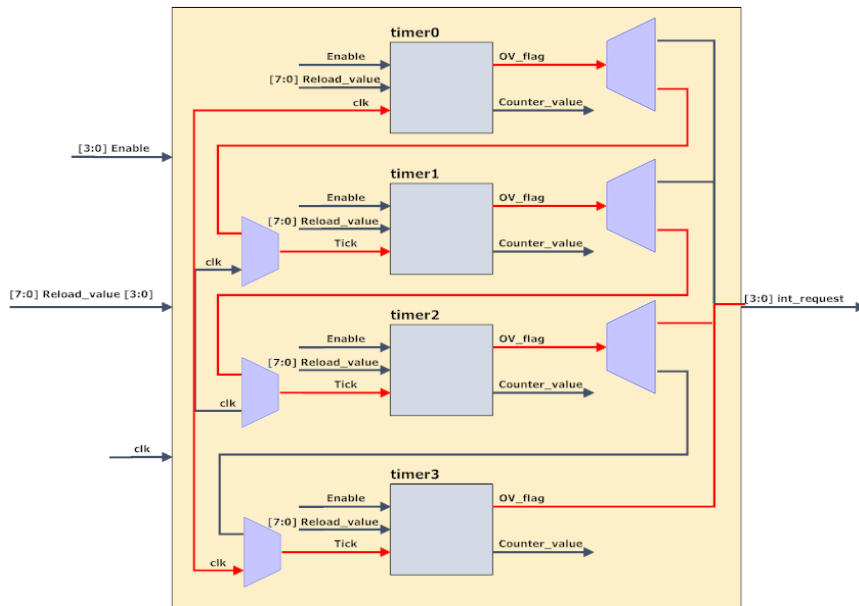 timer0
Enable
OV_flag
[7:0] Reload_value
clk
Counter_value
[3:0] Enable
timer1
Enable
OV_flag
[7:0] Reload_value
Tick
Counter_value
clk
[7:0] Reload_value [3:0]
[3:0] int_request
timer2
Enable
OV_flag
[7:0] Reload_value
Tick
Counter_value
clk
clk
timer3
Enable
OV_flag
[7:0] Reload_value
Tick
Counter_value
clk